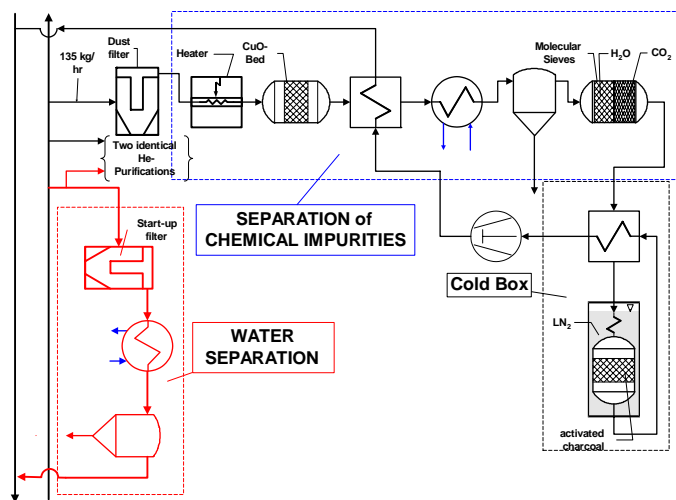 135 kg/
hr
Dust
filter
Heater
CuO-
Bed
Molecular
Sieves
H₂O
CO₂
Two identical
He-
Purifications
SEPARATION of
CHEMICAL IMPURITIES
Start-up
filter
Cold Box
WATER
SEPARATION
LN₂
activated
charcoal